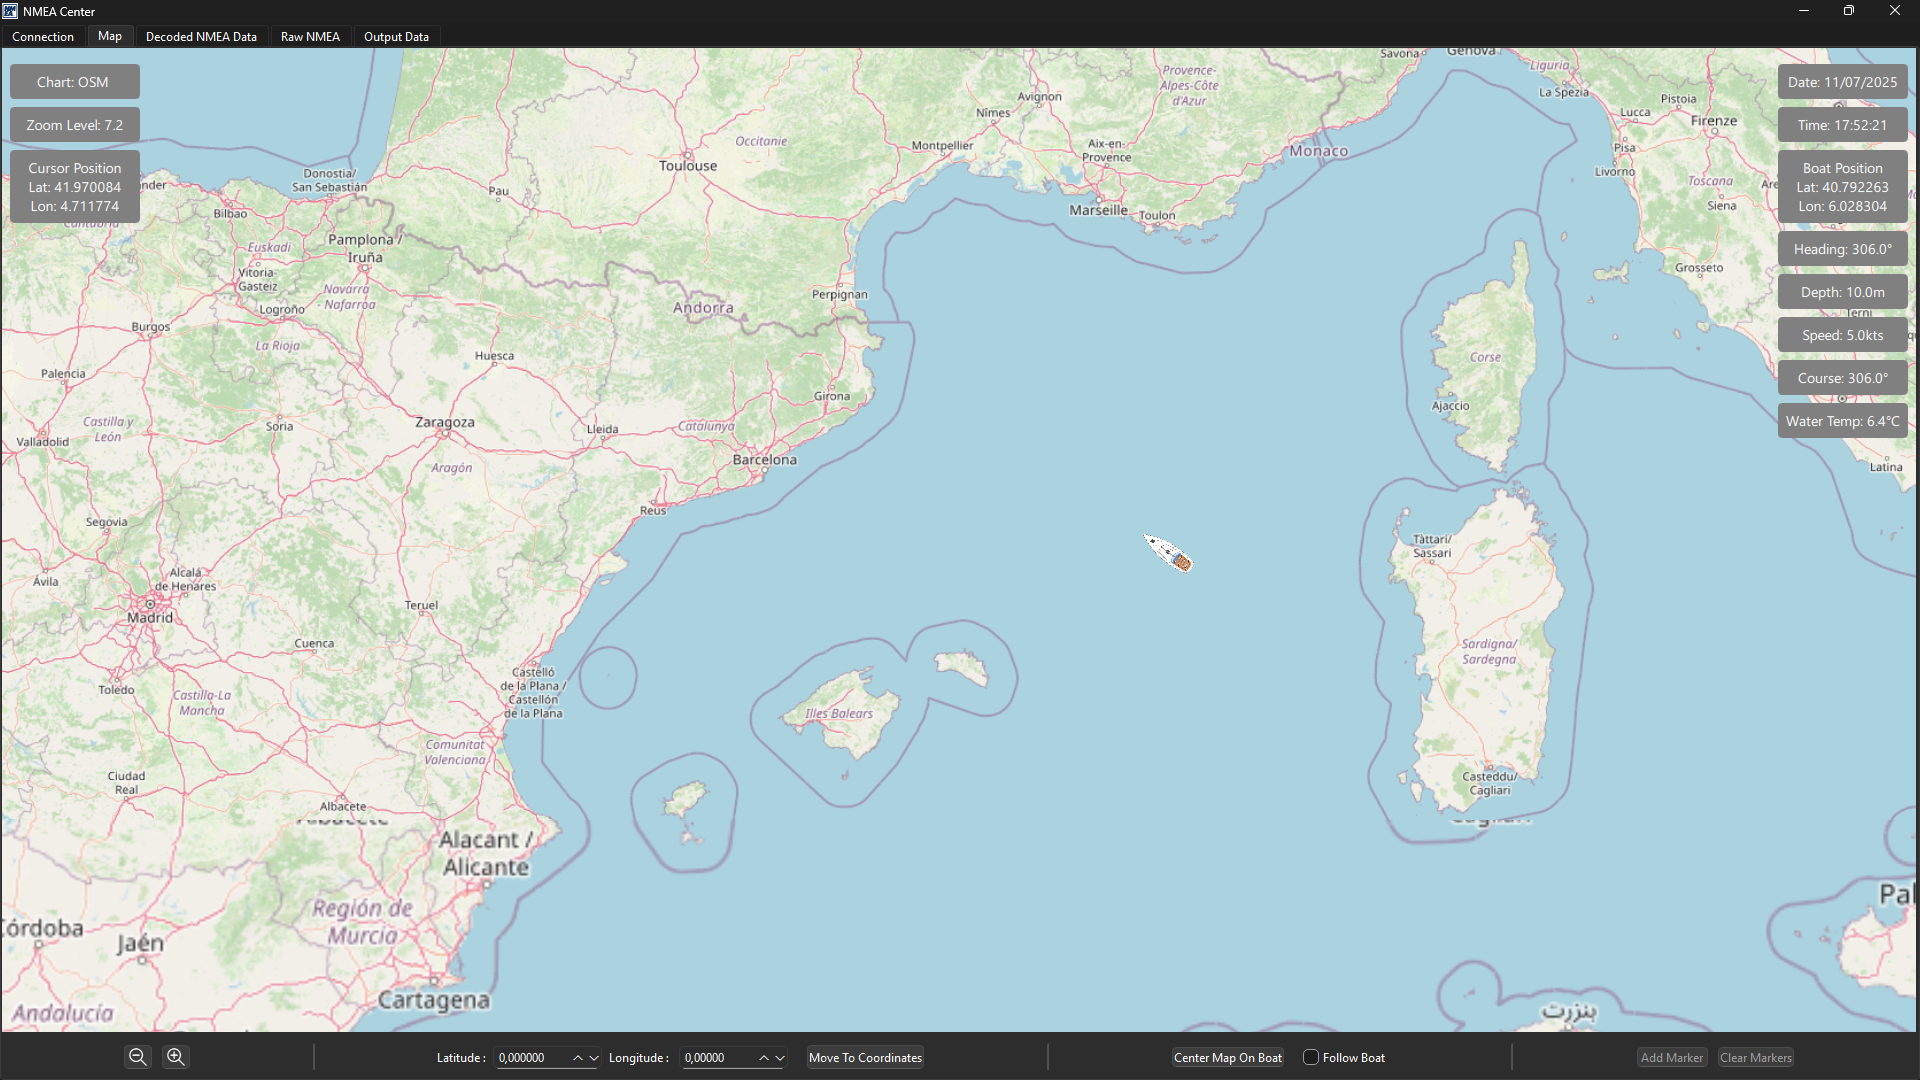 NMEA Center
Connection
Map
Decoded NMEA Data
Raw NMEA
Output Data
Chart: OSM
Zoom Level: 7.2
Cursor Position
Lat: 41.970084
Lon: 4.711774
Date: 11/07/2025
Time: 17:52:21
Boat Position
Lat: 40.792263
Lon: 6.028304
Heading: 306.0°
Depth: 10.0m
Speed: 5.0kts
Course: 306.0°
Water Temp: 6.4°C
Savona
Genova
Liguria
La Spezia
Provence-
Alpes-Côte
d'Azur
Avignon
Nîmes
Montpellier
Aix-en-
Provence
Marseille
Toulon
Monaco
Occitanie
Toulouse
Pau
Lucca
Pistoia
Firenze
Pisa
Livorno
Toscana
Siena
Grosseto
Terni
Latina
Donostia/
San Sebastián
Bilbao
Cantabria
Euskadi
Vitoria-
Gasteiz
Pamplona /
Iruña
Navarra
Nafarroa
Logroño
La Rioja
Burgos
Palencia
Castilla y
León
Valladolid
Soria
Huesca
Zaragoza
Aragón
Lleida
Andorra
Perpignan
Girona
Catalunya
Barcelona
Reus
Corse
Ajaccio
Segovia
Ávila
Alcalá
de Henares
Madrid
Toledo
Castilla-La
Mancha
Cuenca
Teruel
Castelló
de la Plana /
Castellón
de la Plana
Comunitat
Valenciana
Ciudad
Real
Albacete
Albacete
Alacant /
Alicante
Región de
Murcia
Jaén
Cartagena
Andalucía
Illes Balears
Tàttari/
Sassari
Sardigna/
Sardegna
Casteddu/
Cagliari
Cagliari
بنزرت
Latitude :
0,000000
Longitude :
0,00000
Move To Coordinates
Center Map On Boat
Follow Boat
Add Marker
Clear Markers